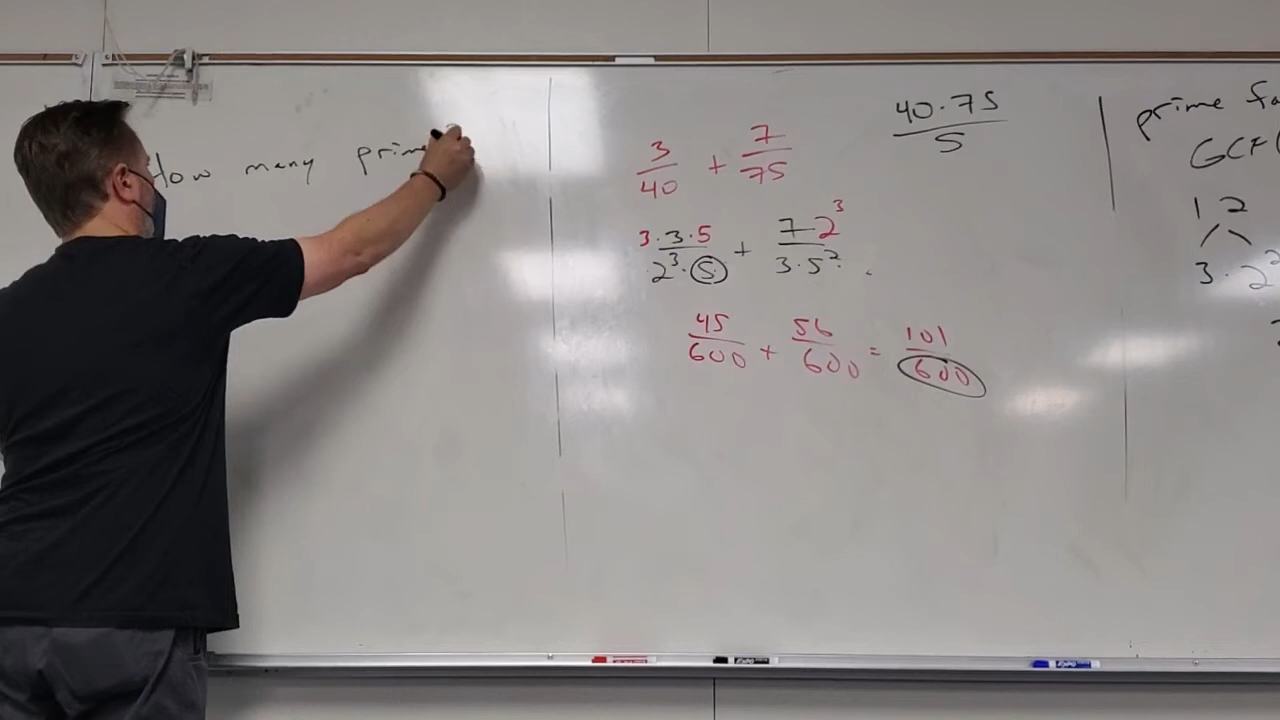 How many prime
3/40 + 7/75
40·75/5
3·3·5/2³·5 + 7·2³/3·5²
45/600 + 56/600 = 101/600
prime fa
GCF(
12
3·2²